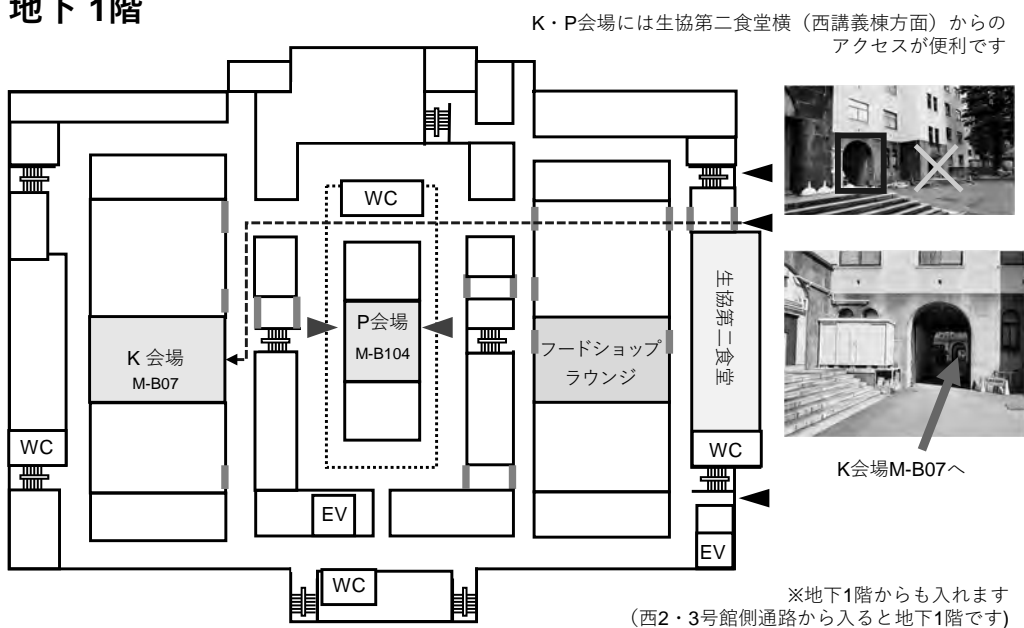 地下 1階
K・P会場には生協第二食堂横（西講義棟方面）からの
アクセスが便利です
WC
P会場
M-B104
K 会場
M-B07
フードショップ
ラウンジ
生協第二食堂
WC
WC
K会場M-B07へ
EV
EV
WC
※地下1階からも入れます
（西2・3号館側通路から入ると地下1階です)